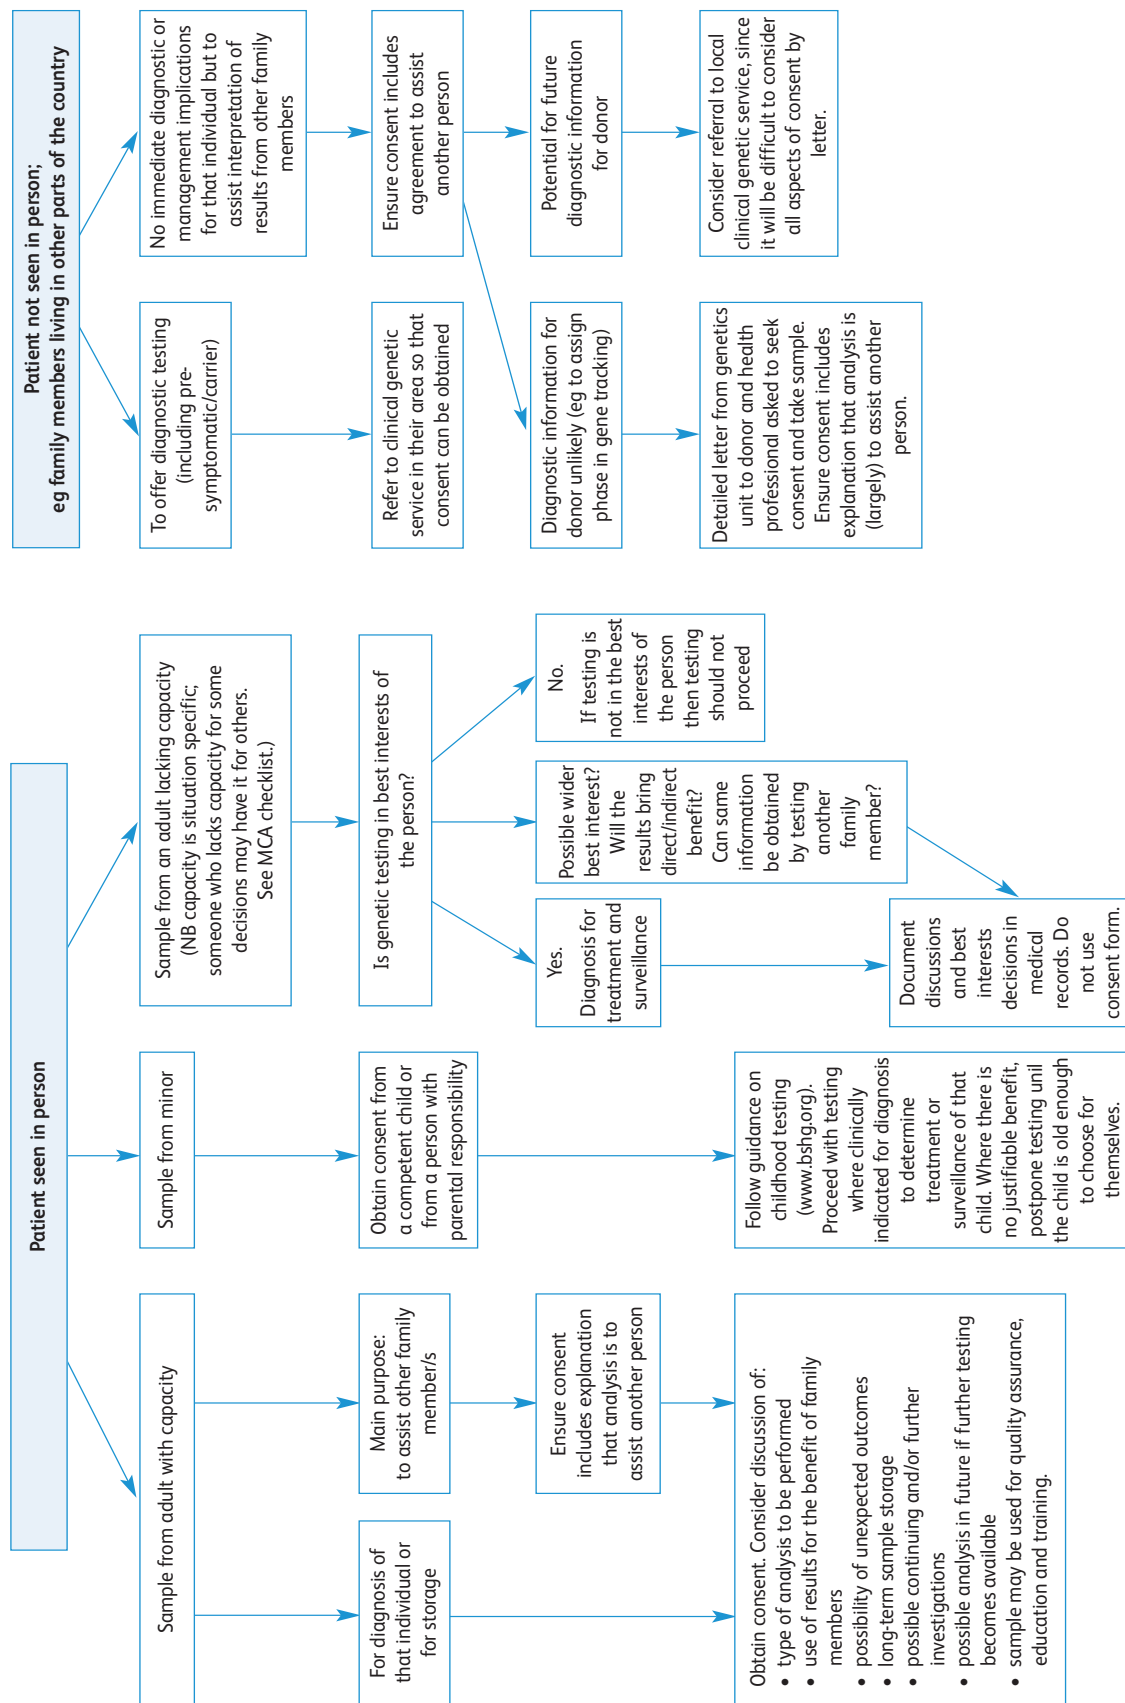 Patient seen in person
Sample from adult with capacity
For diagnosis of
that individual or
for storage
Main purpose:
to assist other family
member/s
Ensure consent
includes explanation
that analysis is to
assist another person
Obtain consent. Consider discussion of:
• type of analysis to be performed
• use of results for the benefit of family
members
• possibility of unexpected outcomes
• long-term sample storage
• possible continuing and/or further
investigations
• possible analysis in future if further testing
becomes available
• sample may be used for quality assurance,
education and training.
Sample from minor
Obtain consent from
a competent child or
from a person with
parental responsibility
Follow guidance on
childhood testing
(www.bshg.org).
Proceed with testing
where clinically
indicated for diagnosis
to determine
treatment or
surveillance of that
child. Where there is
no justifiable benefit,
postpone testing unil
the child is old enough
to choose for
themselves.
Sample from an adult lacking capacity
(NB capacity is situation specific;
someone who lacks capacity for some
decisions may have it for others.
See MCA checklist.)
Is genetic testing in best interests of
the person?
Yes.
Diagnosis for
treatment and
surveillance
Possible wider
best interest?
Will the
results bring
direct/indirect
benefit?
Can same
information
be obtained
by testing
another
family
member?
No.
If testing is
not in the best
interests of
the person
then testing
should not
proceed
Document
discussions
and best
interests
decisions in
medical
records. Do
not use
consent form.
Patient not seen in person;
eg family members living in other parts of the country
To offer diagnostic testing
(including pre-
symptomatic/carrier)
Refer to clinical genetic
service in their area so that
consent can be obtained
No immediate diagnostic or
management implications
for that individual but to
assist interpretation of
results from other family
members
Ensure consent includes
agreement to assist
another person
Diagnostic information for
donor unlikely (eg to assign
phase in gene tracking)
Potential for future
diagnostic information
for donor
Detailed letter from genetics
unit to donor and health
professional asked to seek
consent and take sample.
Ensure consent includes
explanation that analysis is
(largely) to assist another
person.
Consider referral to local
clinical genetic service, since
it will be difficult to consider
all aspects of consent by
letter.